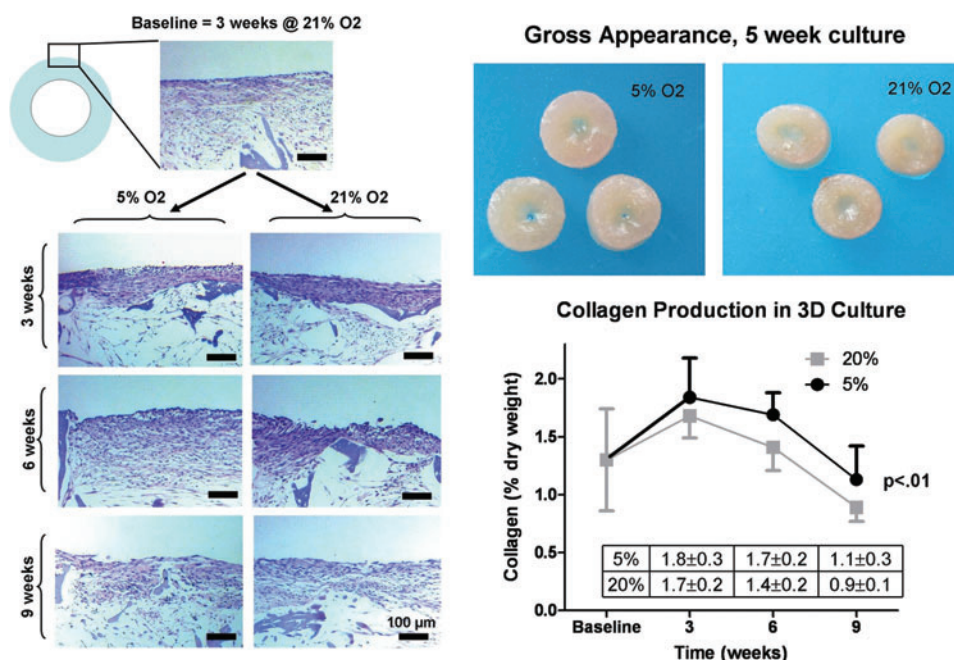 Baseline = 3 weeks @ 21% O2
5% O2
21% O2
3 weeks
6 weeks
9 weeks
100 µm
Gross Appearance, 5 week culture
5% O2
21% O2
Collagen Production in 3D Culture
20%
5%
Collagen (% dry weight)
2.0
1.5
1.0
0.5
0.0
p<.01
5% 1.8±0.3 1.7±0.2 1.1±0.3
20% 1.7±0.2 1.4±0.2 0.9±0.1
Baseline 3 6 9
Time (weeks)